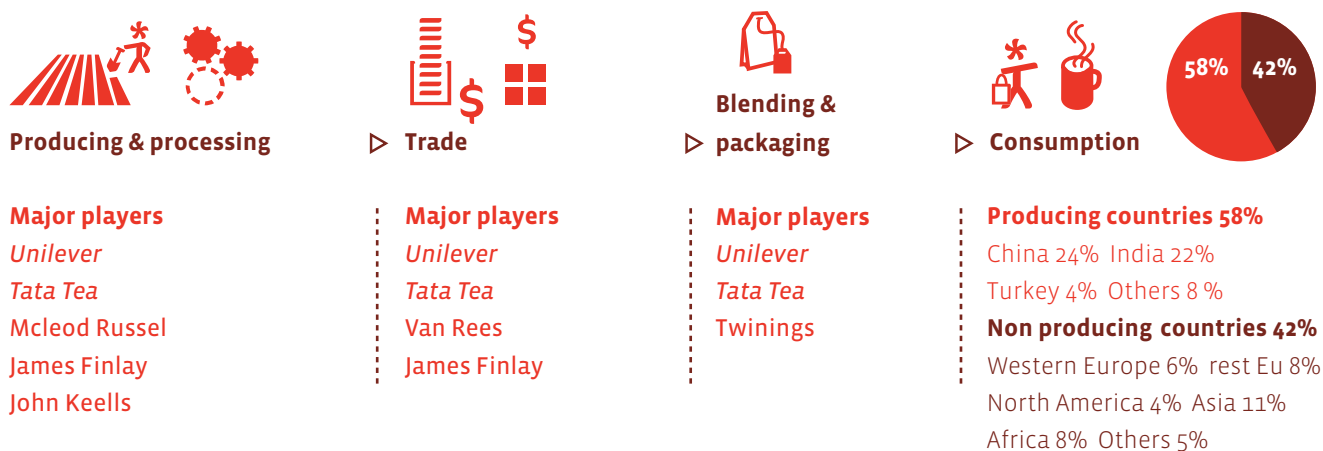 $
$
58% 42%
Producing & processing
Trade
Blending &
packaging
Consumption
Major players
Unilever
Tata Tea
Mcleod Russel
James Finlay
John Keells
Major players
Unilever
Tata Tea
Van Rees
James Finlay
Major players
Unilever
Tata Tea
Twinings
Producing countries 58%
China 24% India 22%
Turkey 4% Others 8 %
Non producing countries 42%
Western Europe 6% rest Eu 8%
North America 4% Asia 11%
Africa 8% Others 5%